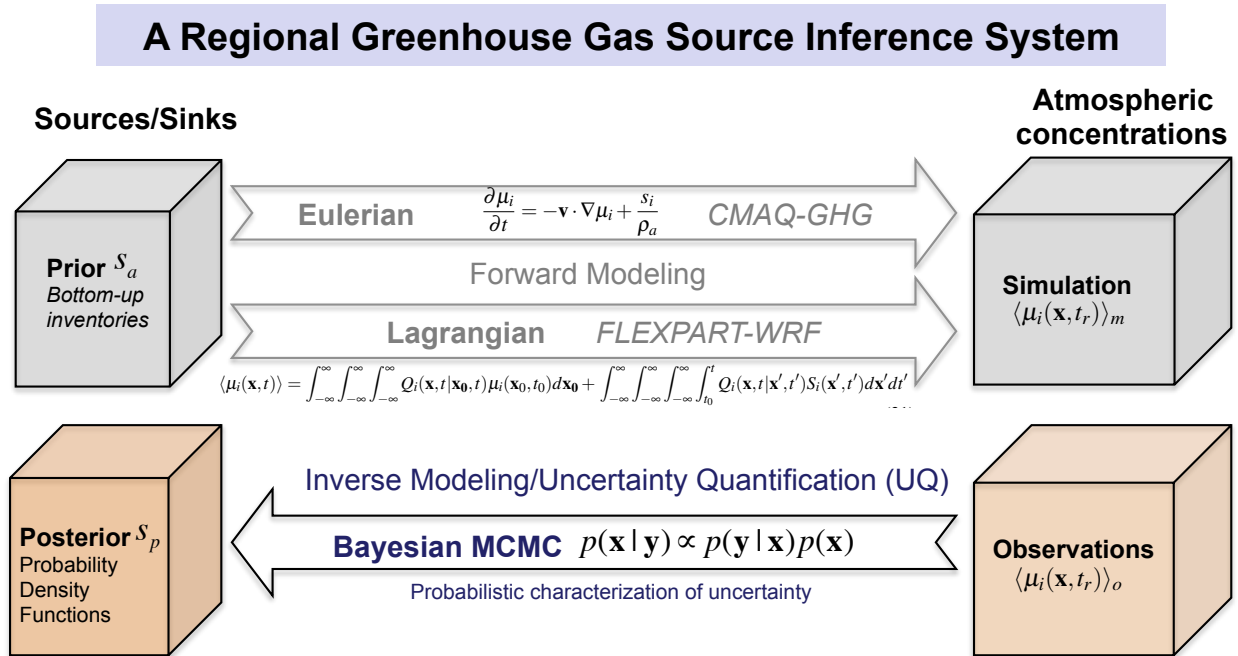 A Regional Greenhouse Gas Source Inference System
Sources/Sinks
Atmospheric
concentrations
Prior S_a
Bottom-up
inventories
Eulerian ∂μ_i/∂t = −v · ∇μ_i + s_i/ρ_a CMAQ-GHG
Forward Modeling
Lagrangian FLEXPART-WRF
⟨μ_i(x,t)⟩ = ∫_{−∞}^{∞} ∫_{−∞}^{∞} ∫_{−∞}^{∞} Q_i(x,t|x_0,t)μ_i(x_0,t_0)dx_0 + ∫_{−∞}^{∞} ∫_{−∞}^{∞} ∫_{−∞}^{∞} ∫_{t_0}^{t} Q_i(x,t|x′,t′)S_i(x′,t′)dx′dt′
Simulation
⟨μ_i(x,t_r)⟩_m
Inverse Modeling/Uncertainty Quantification (UQ)
Posterior S_p
Probability
Density
Functions
Bayesian MCMC p(x|y) ∝ p(y|x)p(x)
Probabilistic characterization of uncertainty
Observations
⟨μ_i(x,t_r)⟩_o